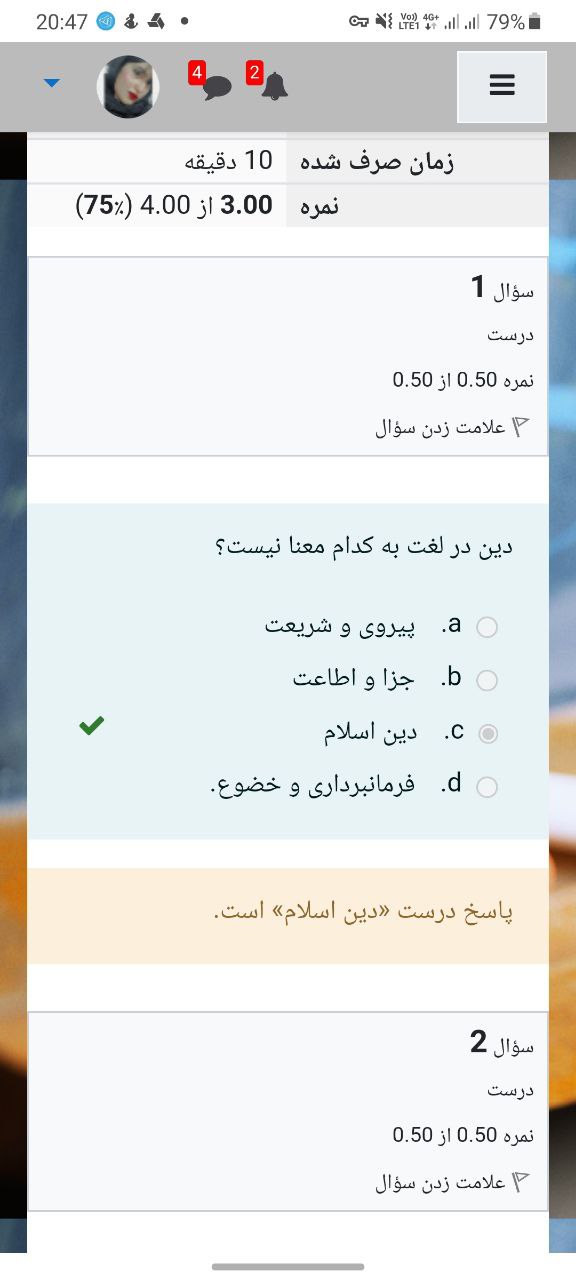 20:47 Vo) LTE1 4G+ 79%
4 2
زمان صرف شده 10 دقیقه
نمره 3.00 از 4.00 (75٪)
سؤال 1
درست
نمره 0.50 از 0.50
علامت زدن سؤال
دین در لغت به کدام معنا نیست؟
a. پیروی و شریعت
b. جزا و اطاعت
c. دین اسلام
d. فرمانبرداری و خضوع.
پاسخ درست «دین اسلام» است.
سؤال 2
درست
نمره 0.50 از 0.50
علامت زدن سؤال